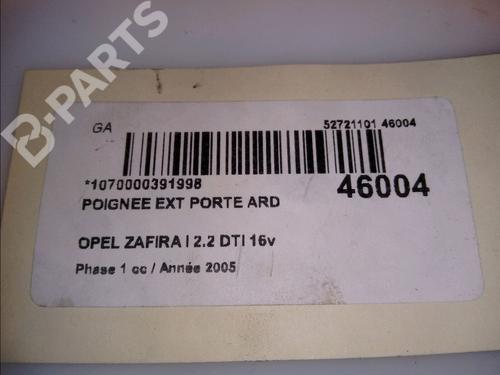 B-PARTS
GA
52721101 46004
*1070000391998
46004
POIGNEE EXT PORTE ARD
OPEL ZAFIRA I 2.2 DTI 16v
Phase 1 cc / Année 2005